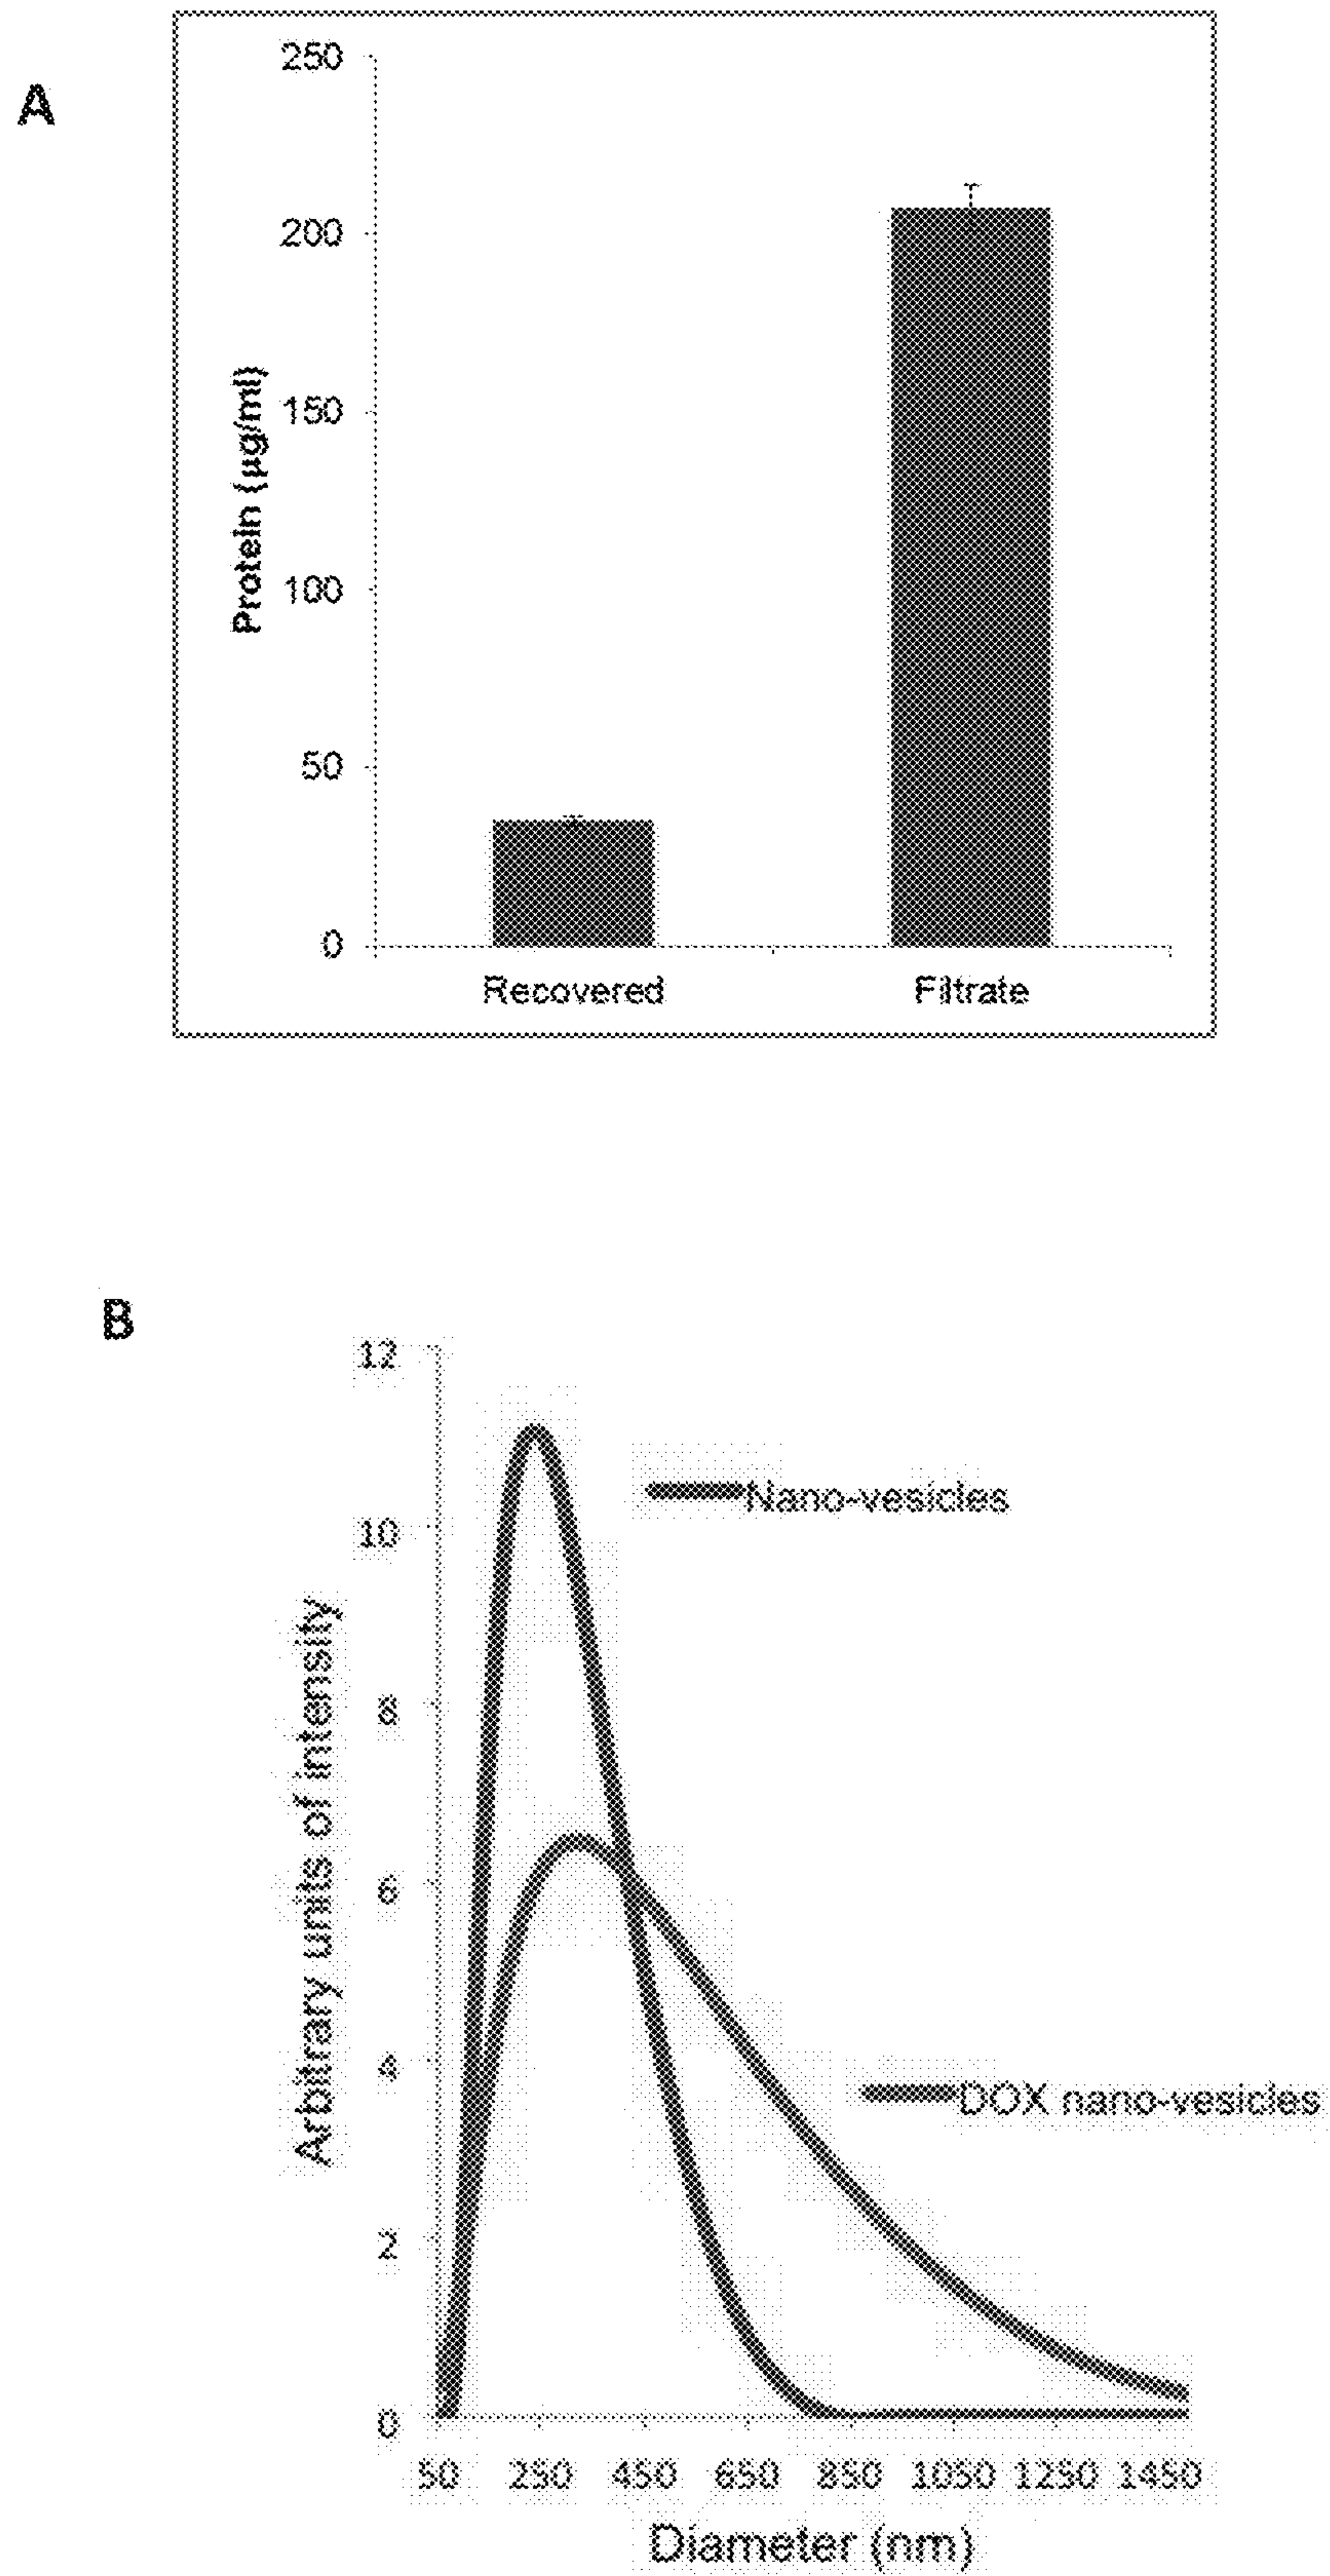 A
250
200
150
100
50
0
Protein (µg/ml)
Recovered Filtrate
B
12
10
8
6
4
2
0
Arbitrary units of intensity
Nano-vesicles
DOX nano-vesicles
50 250 450 650 850 1050 1250 1450
Diameter (nm)